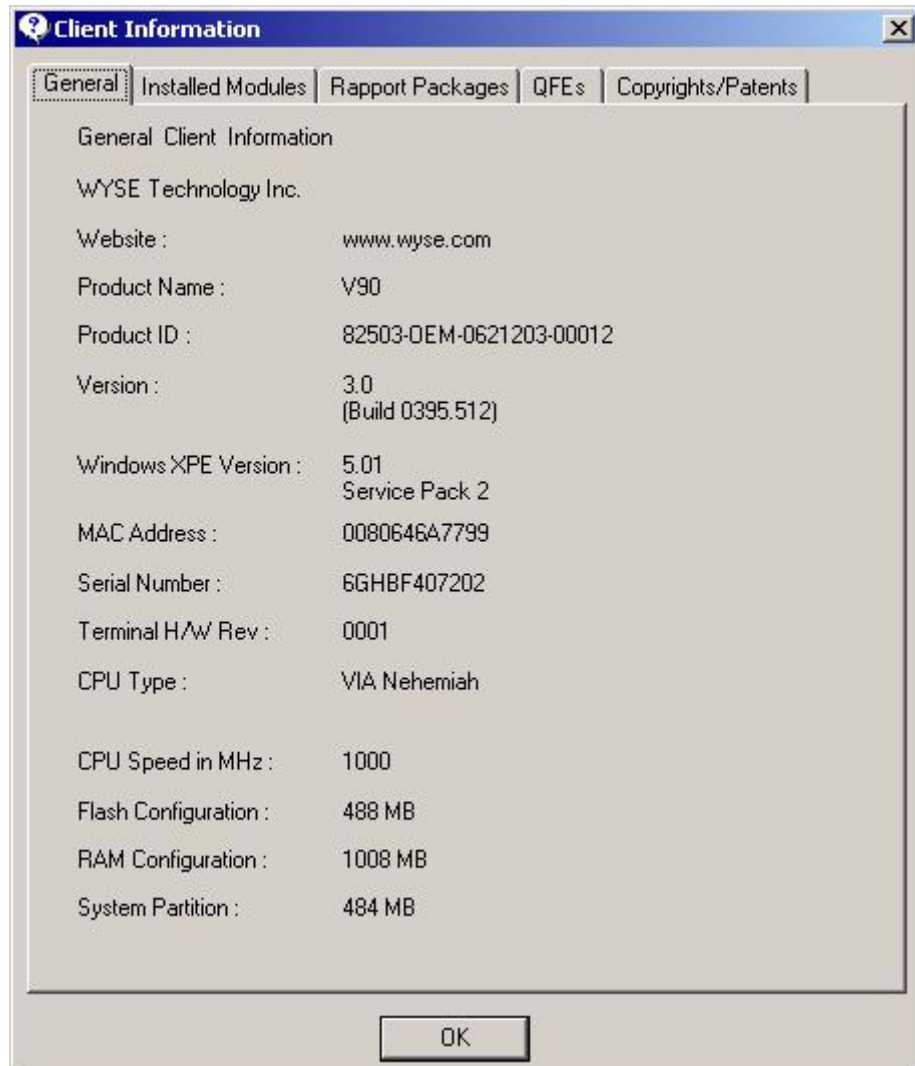 Client Information
General
Installed Modules
Rapport Packages
QFEs
Copyrights/Patents
General Client Information
WYSE Technology Inc.
Website : www.wyse.com
Product Name : V90
Product ID : 82503-OEM-0621203-00012
Version : 3.0
(Build 0395.512)
Windows XPE Version : 5.01
Service Pack 2
MAC Address : 0080646A7799
Serial Number : 6GHBF407202
Terminal H/W Rev : 0001
CPU Type : VIA Nehemiah
CPU Speed in MHz : 1000
Flash Configuration : 488 MB
RAM Configuration : 1008 MB
System Partition : 484 MB
OK